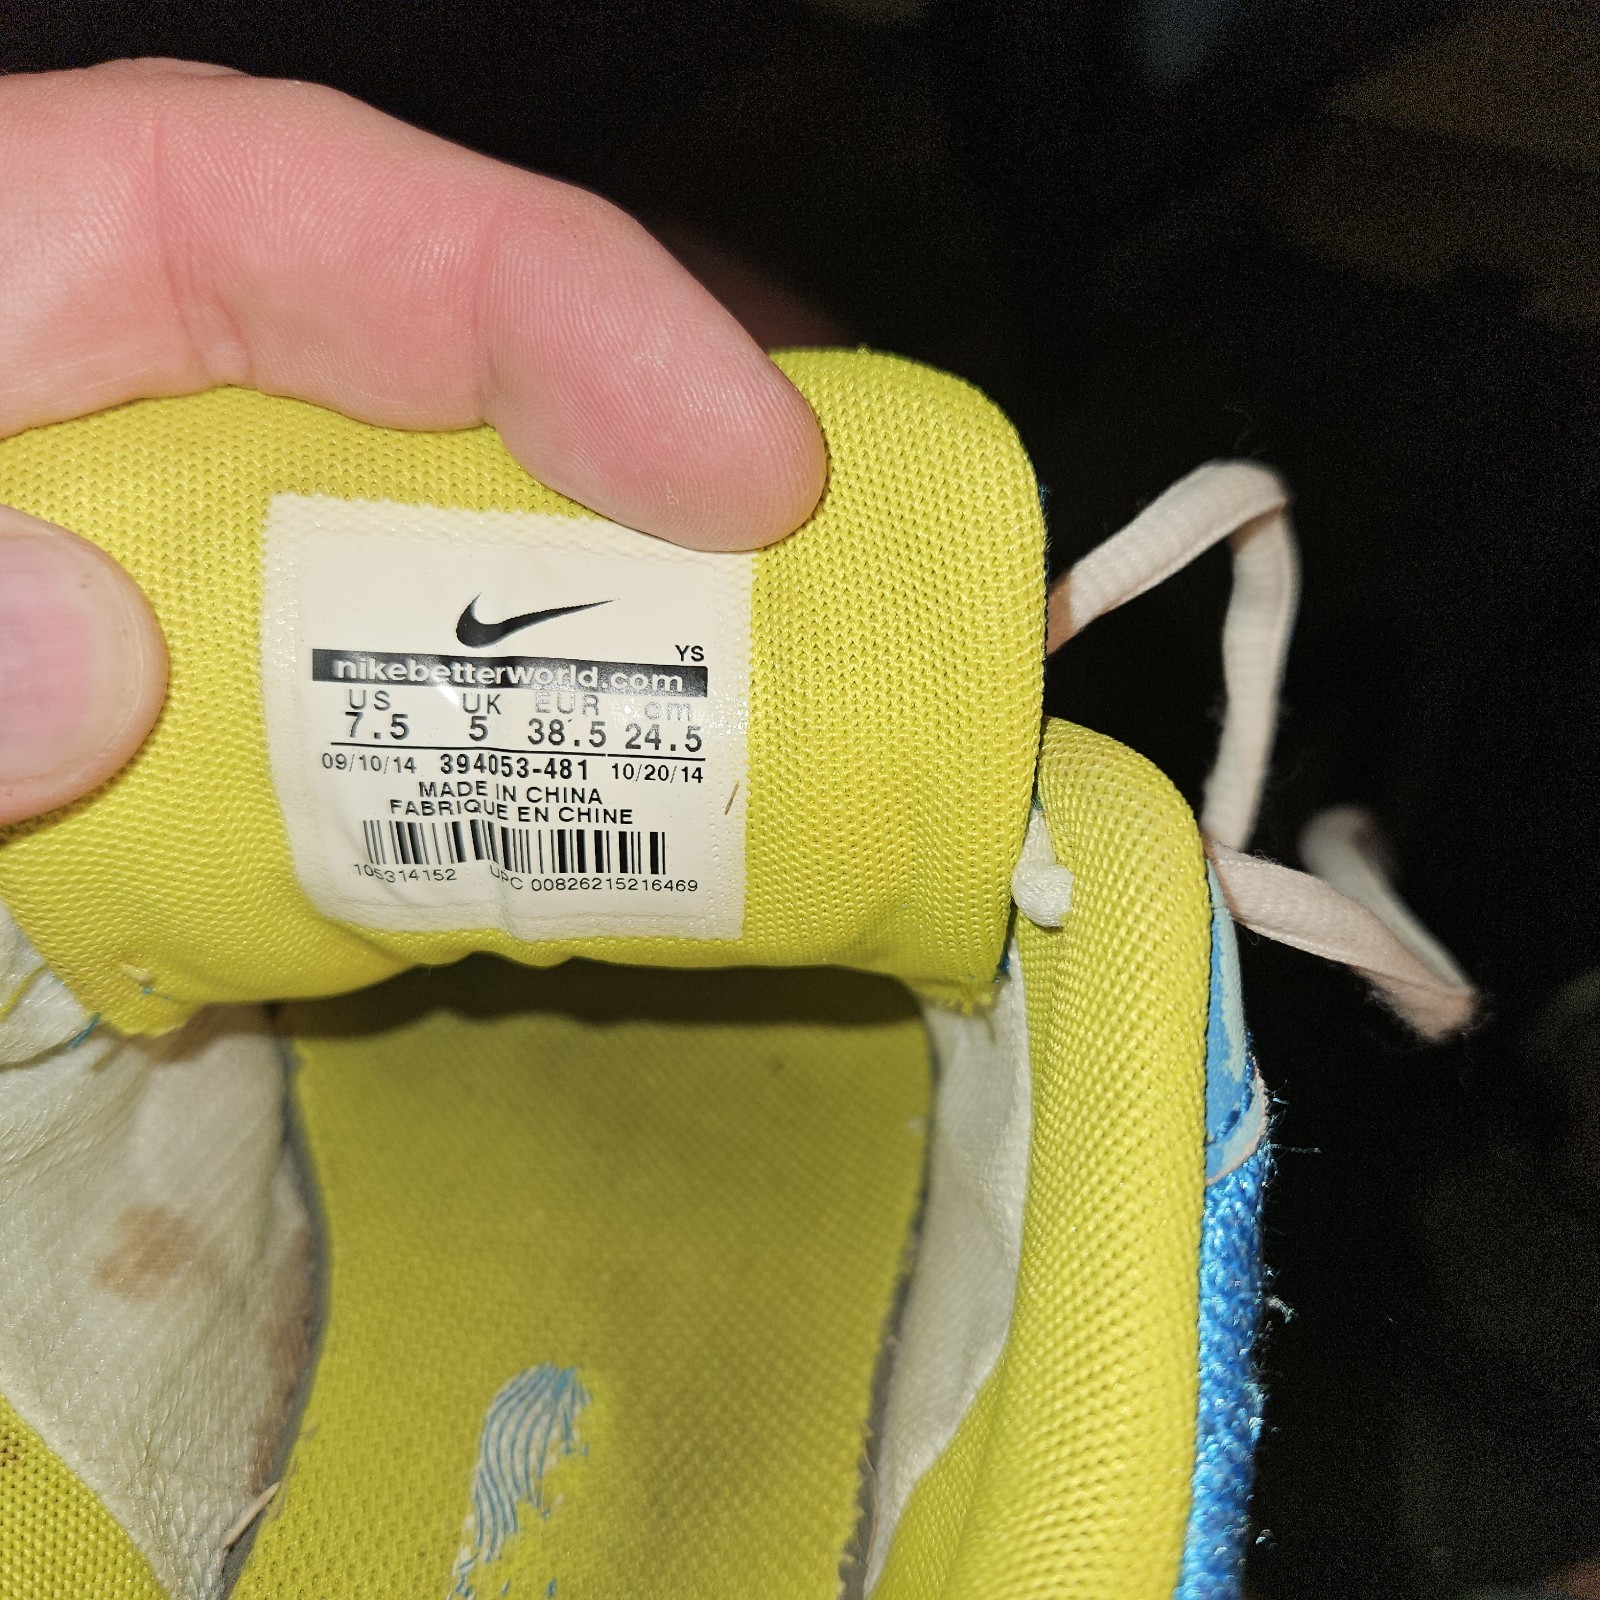 YS
nikebetterworld.com
US UK EUR cm
7.5 5 38.5 24.5
09/10/14 394053-481 10/20/14
MADE IN CHINA
FABRIQUE EN CHINE
105314152 UPC 00826215216469